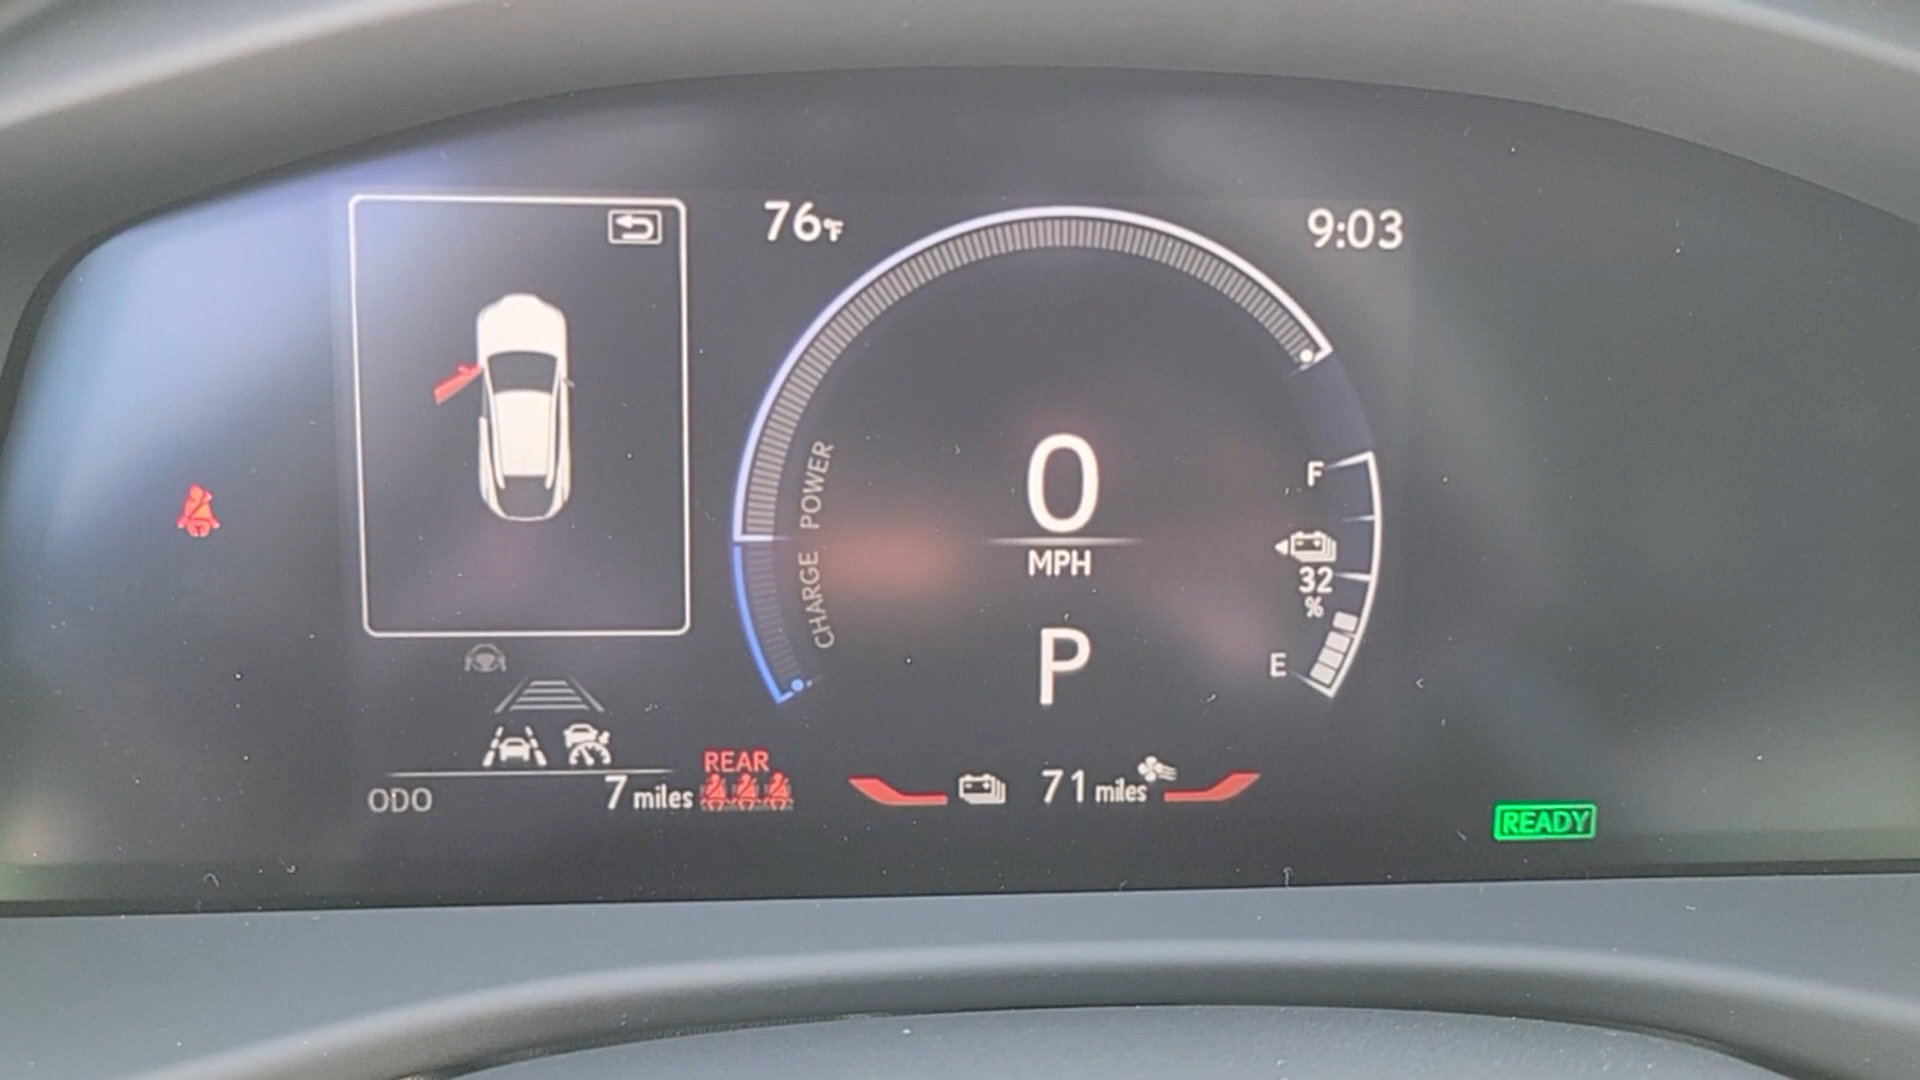 76°F
9:03
POWER
CHARGE
0
MPH
F
32
%
E
P
REAR
ODO 7 miles
71 miles
READY